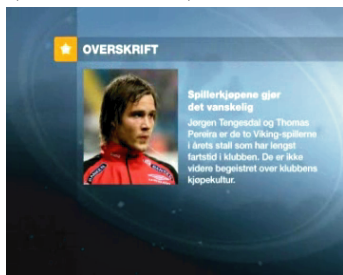 OVERSKRIFT
Spillerkjøpene gjør
det vanskelig
Jørgen Tengesdal og Thomas
Pereira er de to Viking-spillerne
i årets stall som har lengst
fartstid i klubben. De er ikke
videre begeistret over klubbens
kjøpekultur.